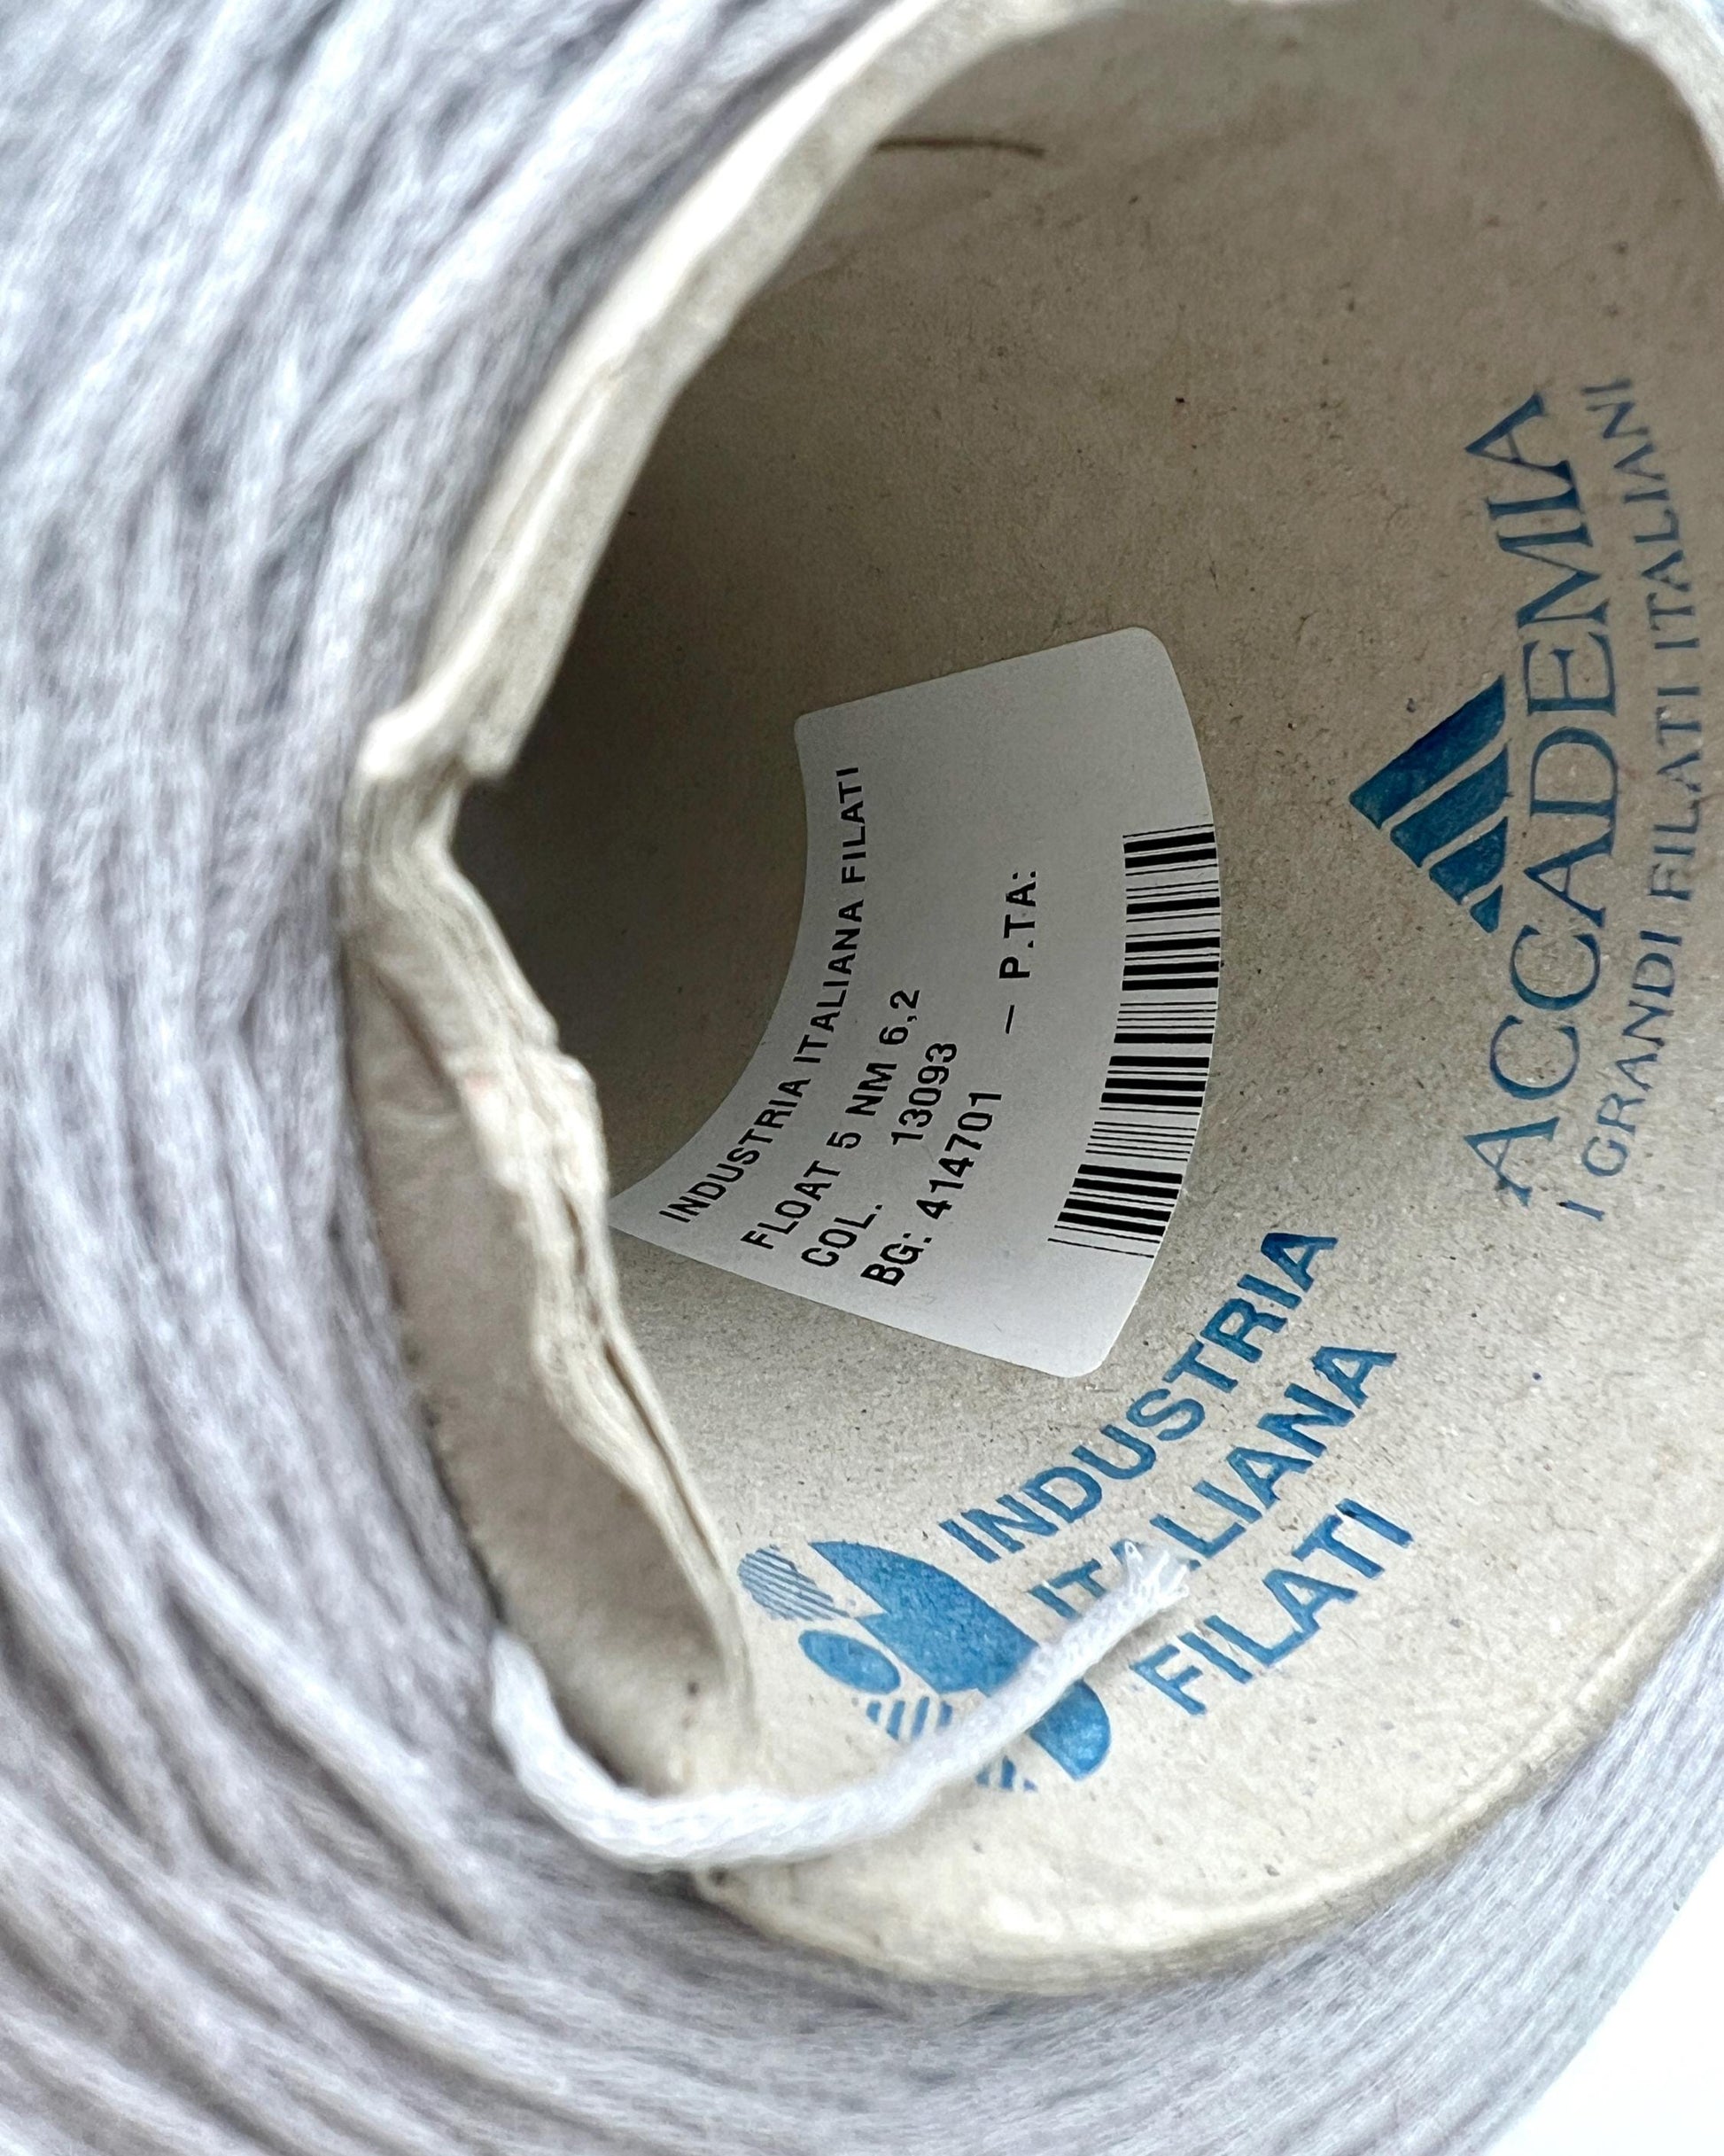 INDUSTRIA ITALIANA FILATI
FLOAT 5 NM 6,2
COL. 13093
BG: 414701 – P.TA:
ACCADEMIA
I GRANDI FILATI ITALIANI
INDUSTRIA
ITALIANA
FILATI